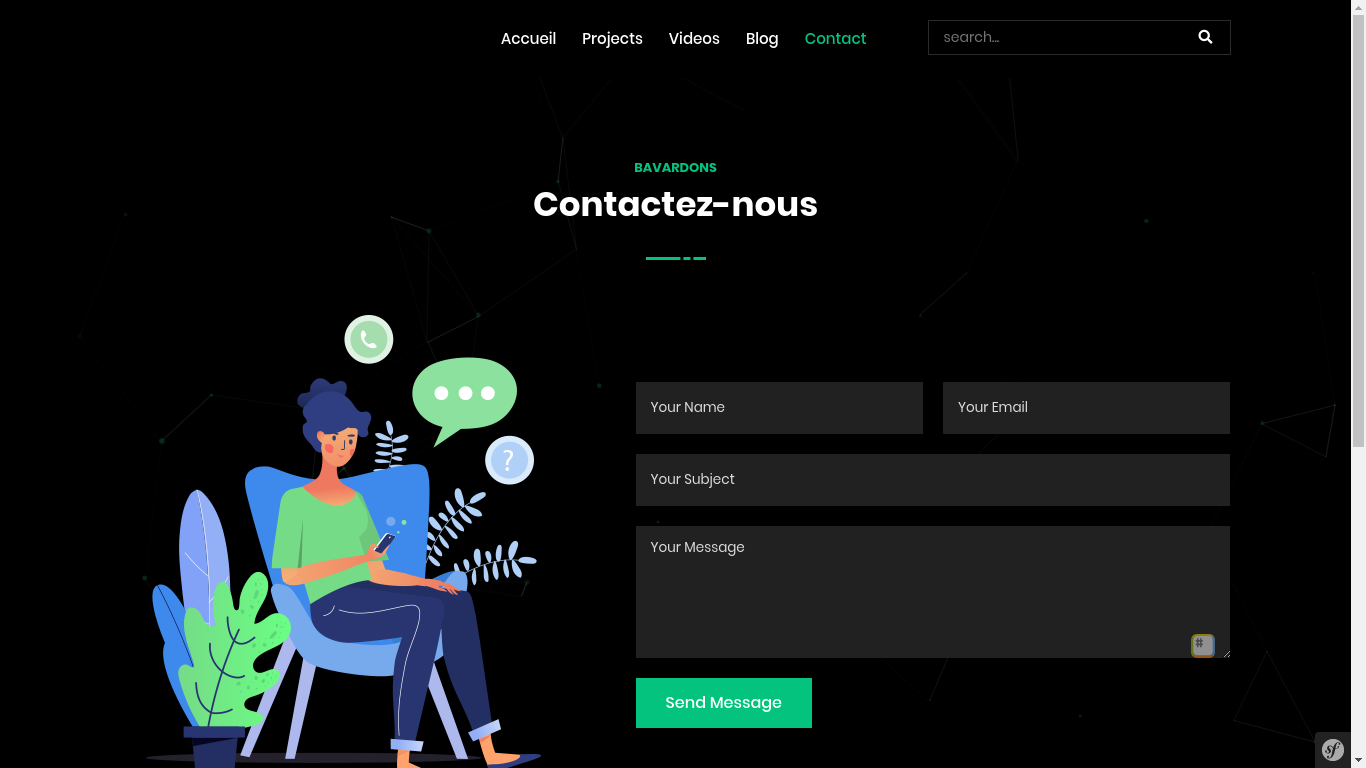 Accueil Projects Videos Blog Contact search...
BAVARDONS
Contactez-nous
?
Your Name Your Email
Your Subject
Your Message
#
Send Message
sf